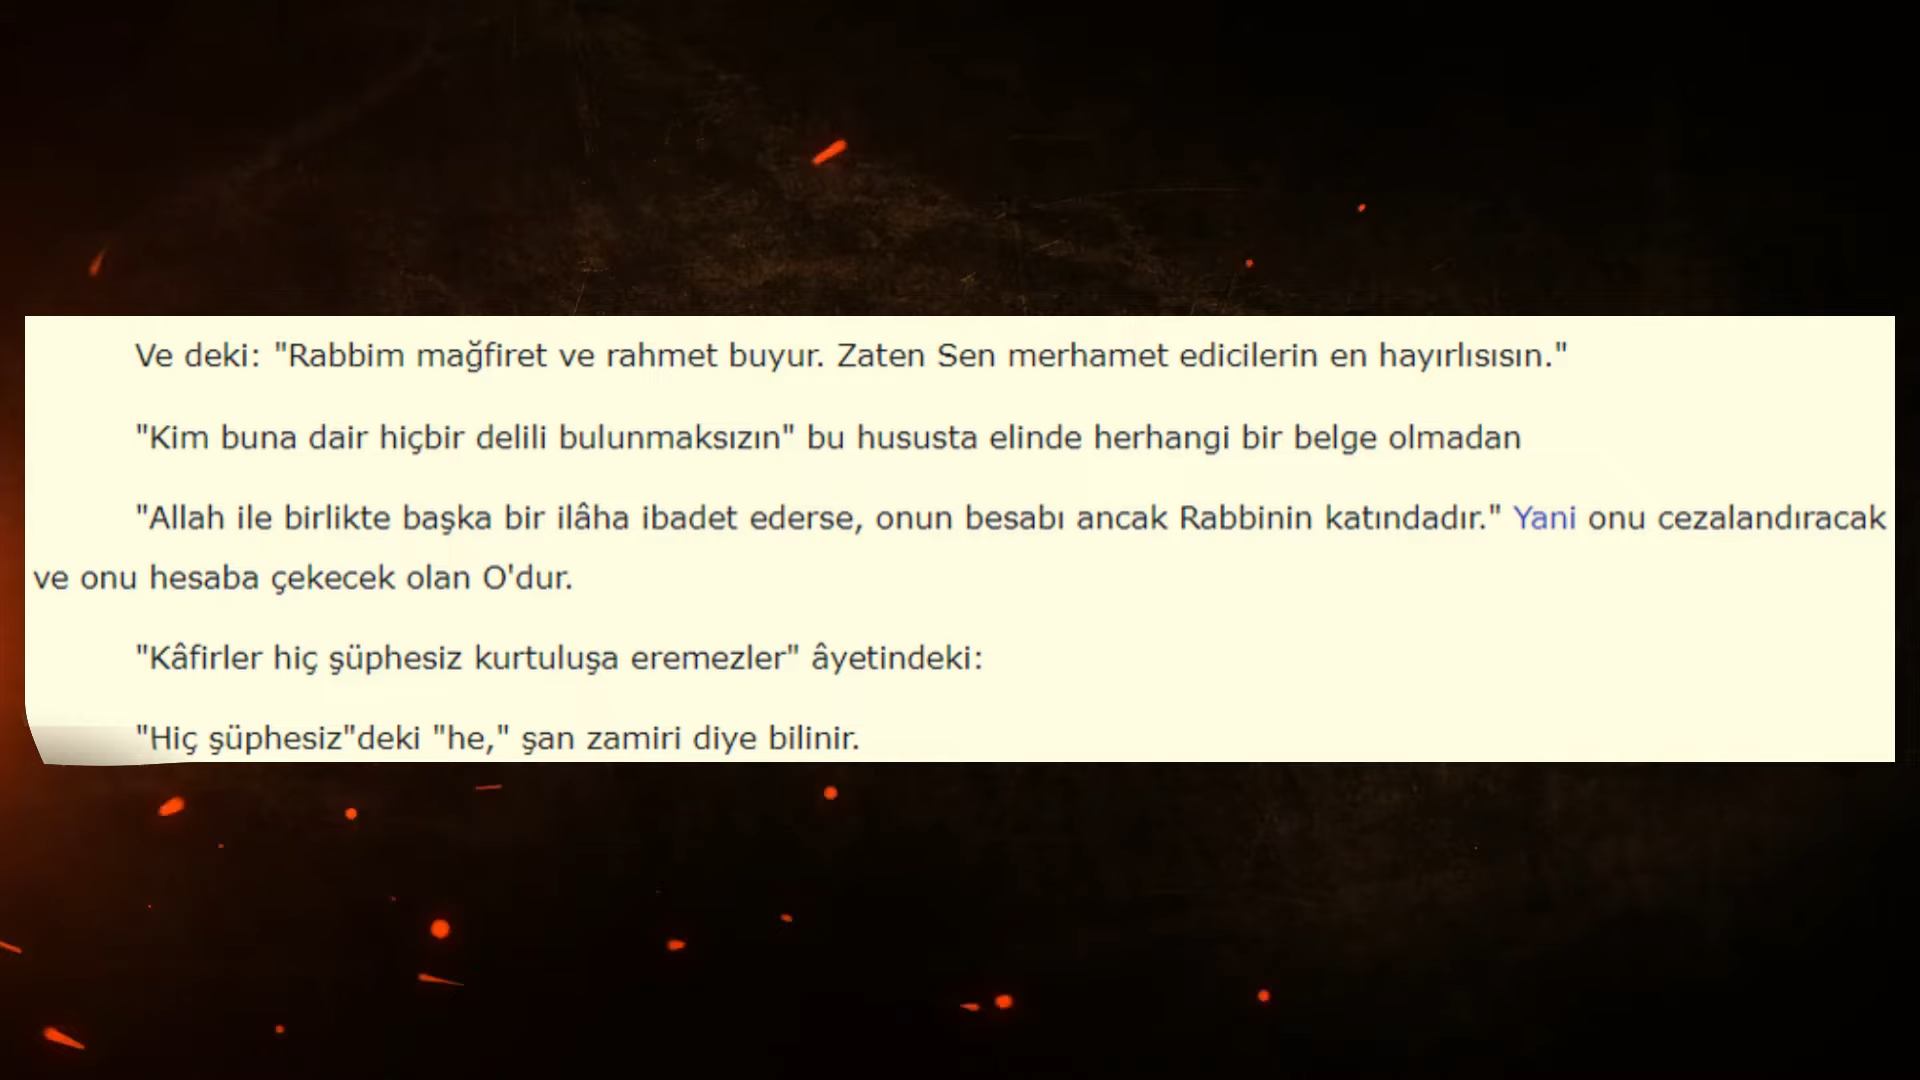 Ve deki: "Rabbim mağfiret ve rahmet buyur. Zaten Sen merhamet edicilerin en hayırlısısın."
"Kim buna dair hiçbir delili bulunmaksızın" bu hususta elinde herhangi bir belge olmadan
"Allah ile birlikte başka bir ilâha ibadet ederse, onun besabı ancak Rabbinin katındadır." Yani onu cezalandıracak
ve onu hesaba çekecek olan O'dur.
"Kâfirler hiç şüphesiz kurtuluşa eremezler" âyetindeki:
"Hiç şüphesiz"deki "he," şan zamiri diye bilinir.